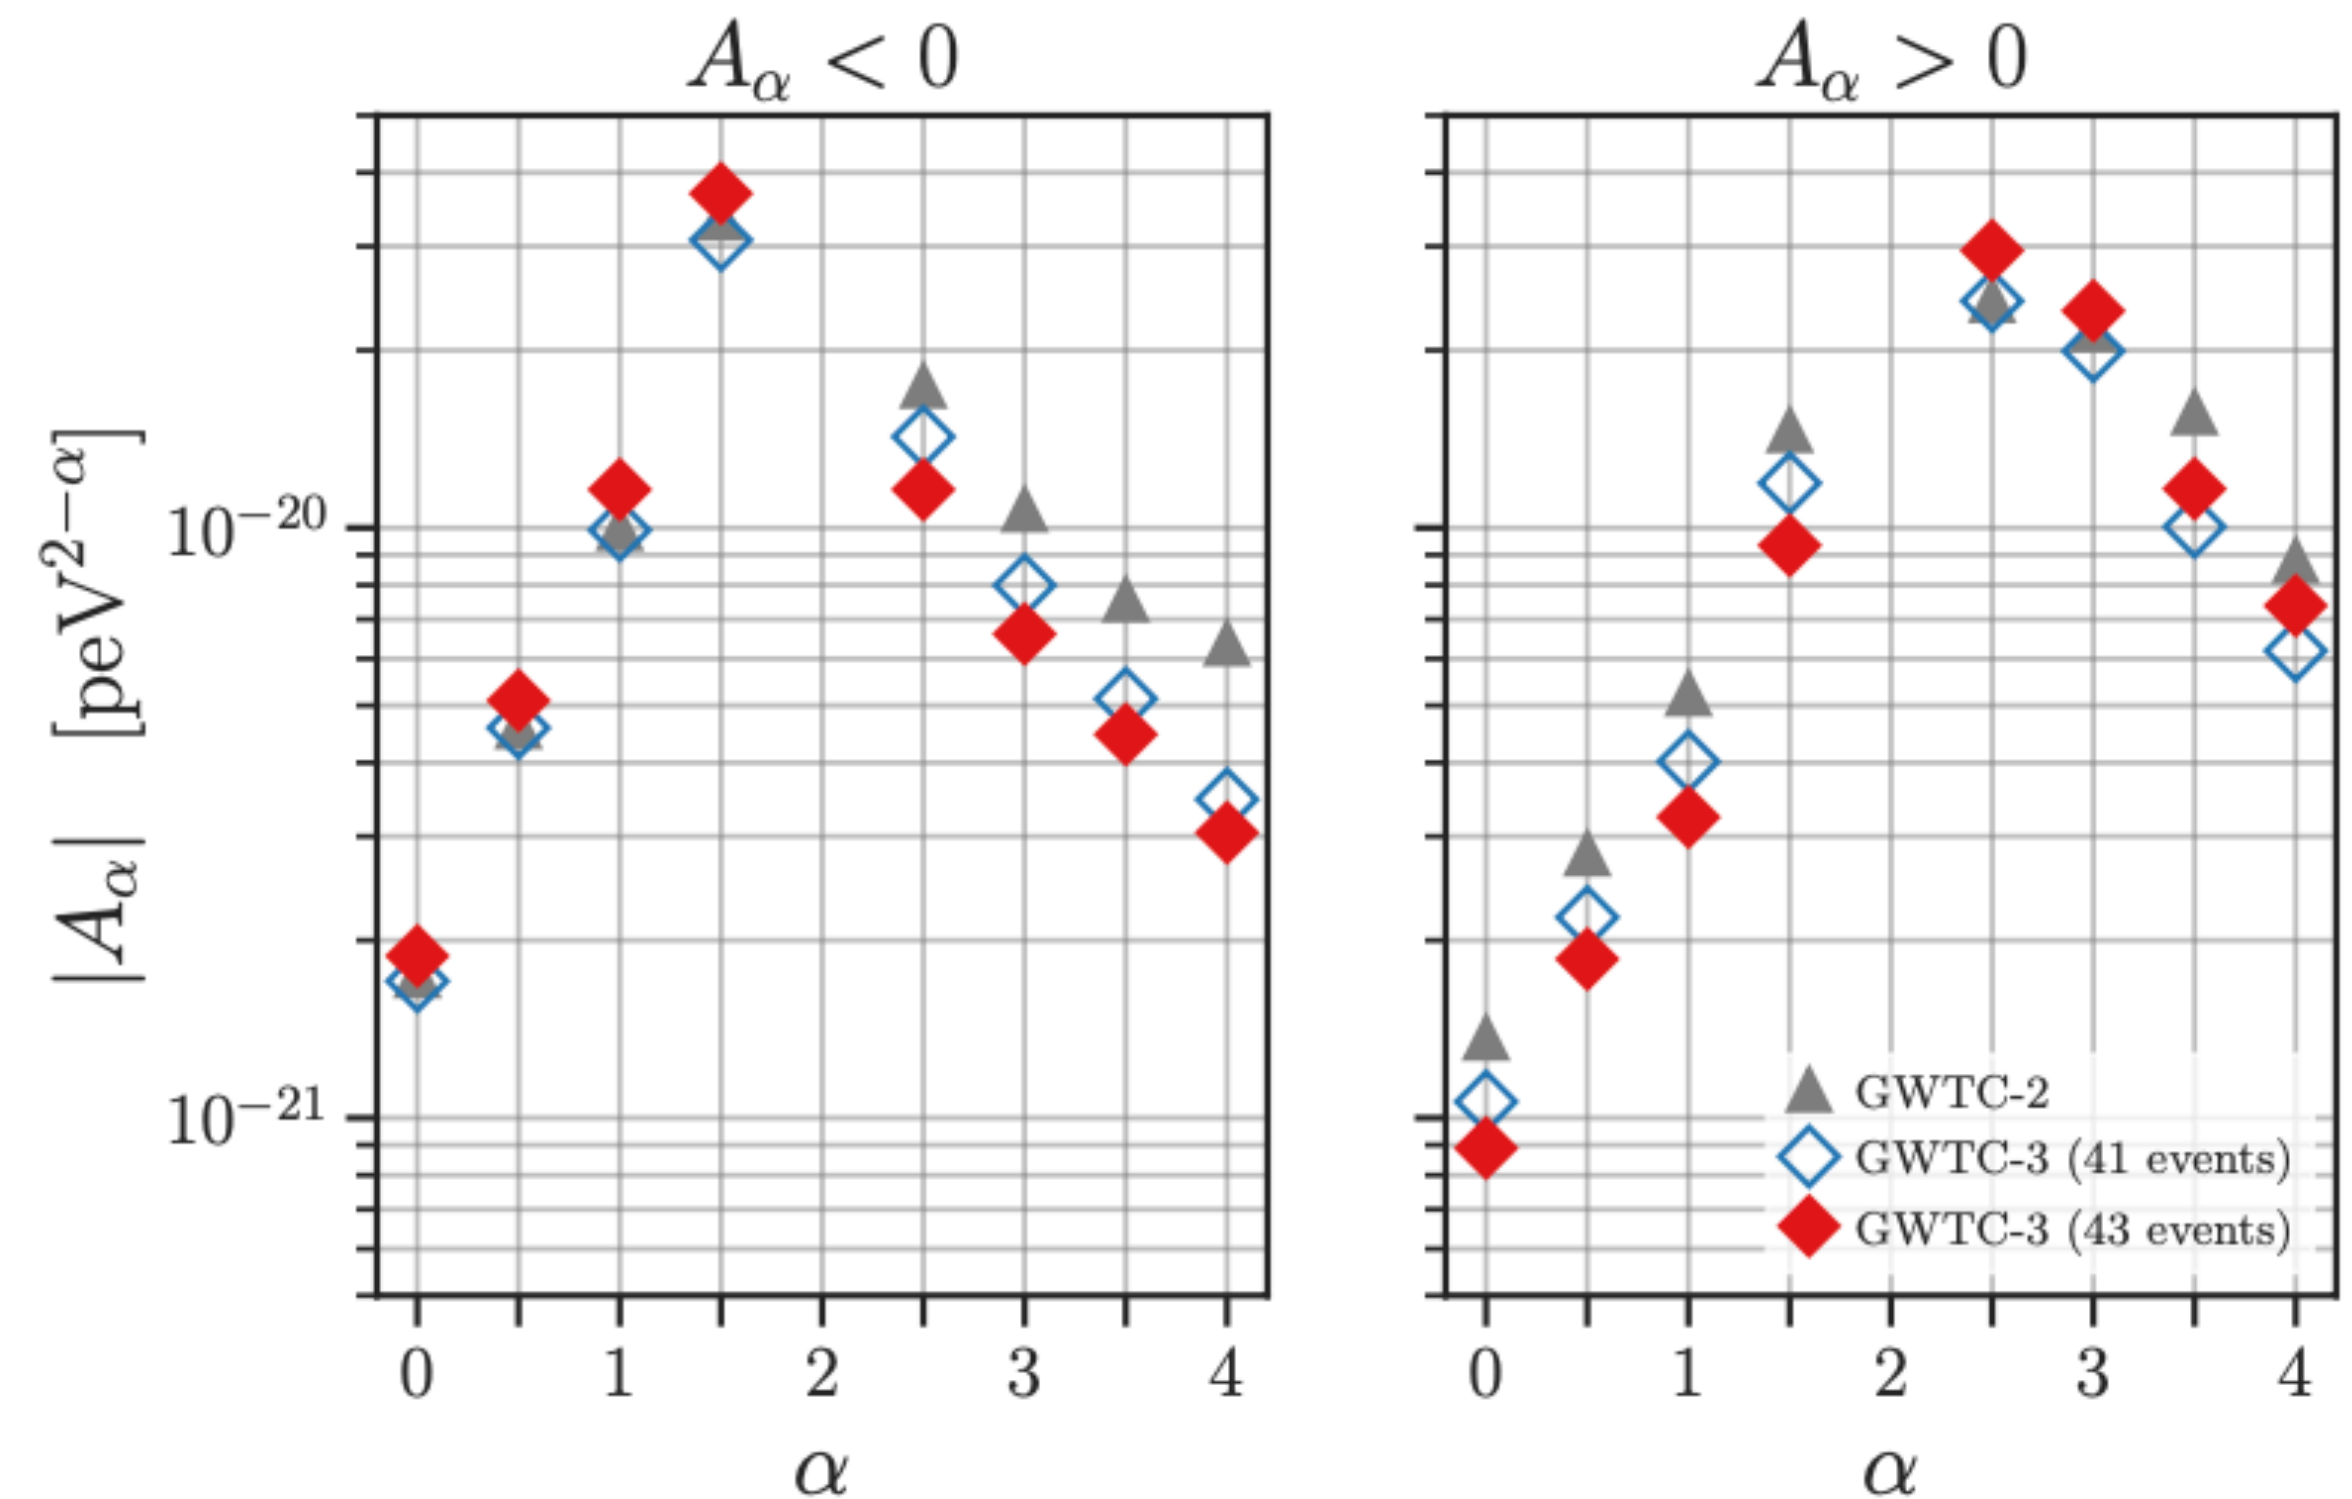 A_α < 0
A_α > 0
|A_α| [peV^{2−α}]
10^{−20}
10^{−21}
0 1 2 3 4
α
0 1 2 3 4
α
GWTC-2
GWTC-3 (41 events)
GWTC-3 (43 events)